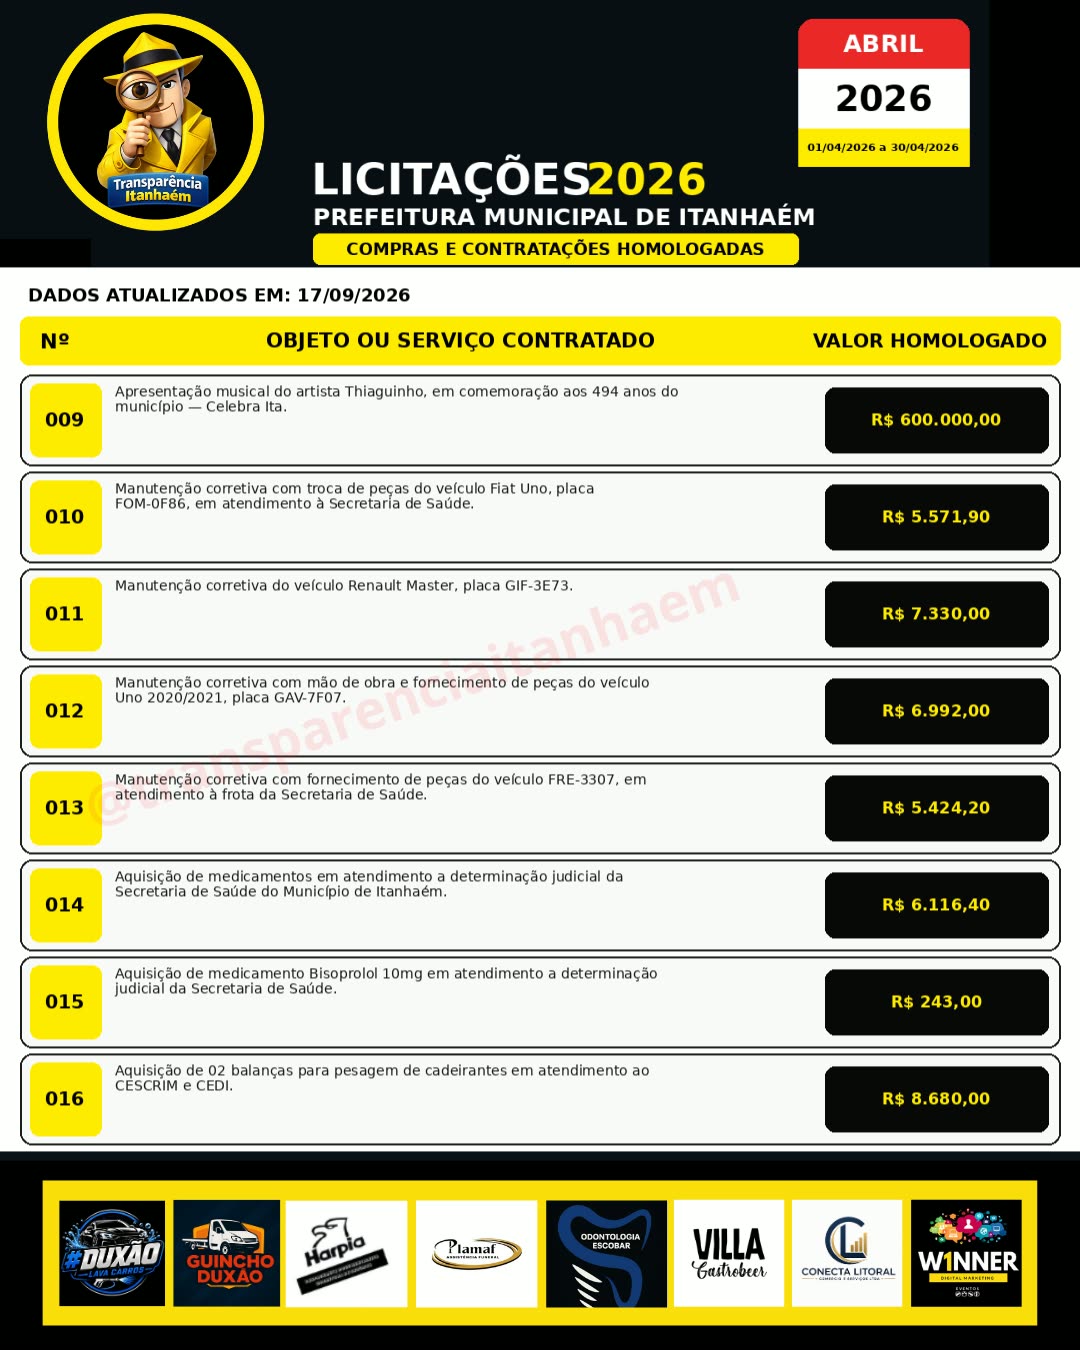 Transparência
Itanhaém
LICITAÇÕES2026
PREFEITURA MUNICIPAL DE ITANHAÉM
COMPRAS E CONTRATAÇÕES HOMOLOGADAS
ABRIL
2026
01/04/2026 a 30/04/2026
DADOS ATUALIZADOS EM: 17/09/2026
Nº OBJETO OU SERVIÇO CONTRATADO VALOR HOMOLOGADO
009
Apresentação musical do artista Thiaguinho, em comemoração aos 494 anos do
município — Celebra Ita.
R$ 600.000,00
010
Manutenção corretiva com troca de peças do veículo Fiat Uno, placa
FOM-0F86, em atendimento à Secretaria de Saúde.
R$ 5.571,90
011
Manutenção corretiva do veículo Renault Master, placa GIF-3E73.
R$ 7.330,00
012
Manutenção corretiva com mão de obra e fornecimento de peças do veículo
Uno 2020/2021, placa GAV-7F07.
R$ 6.992,00
013
Manutenção corretiva com fornecimento de peças do veículo FRE-3307, em
atendimento à frota da Secretaria de Saúde.
R$ 5.424,20
014
Aquisição de medicamentos em atendimento a determinação judicial da
Secretaria de Saúde do Município de Itanhaém.
R$ 6.116,40
015
Aquisição de medicamento Bisoprolol 10mg em atendimento a determinação
judicial da Secretaria de Saúde.
R$ 243,00
016
Aquisição de 02 balanças para pesagem de cadeirantes em atendimento ao
CESCRIM e CEDI.
R$ 8.680,00
@transparenciaitanhaem
#DUXÃO
LAVA CARROS
GUINCHO
DUXÃO
Harpia
Plamaf
ASSISTÊNCIA FUNERAL
ODONTOLOGIA
ESCOBAR
VILLA
Gastrobeer
CONECTA LITORAL
COMÉRCIO E SERVIÇOS LTDA
W1NNER
DIGITAL MARKETING
EVENTOS